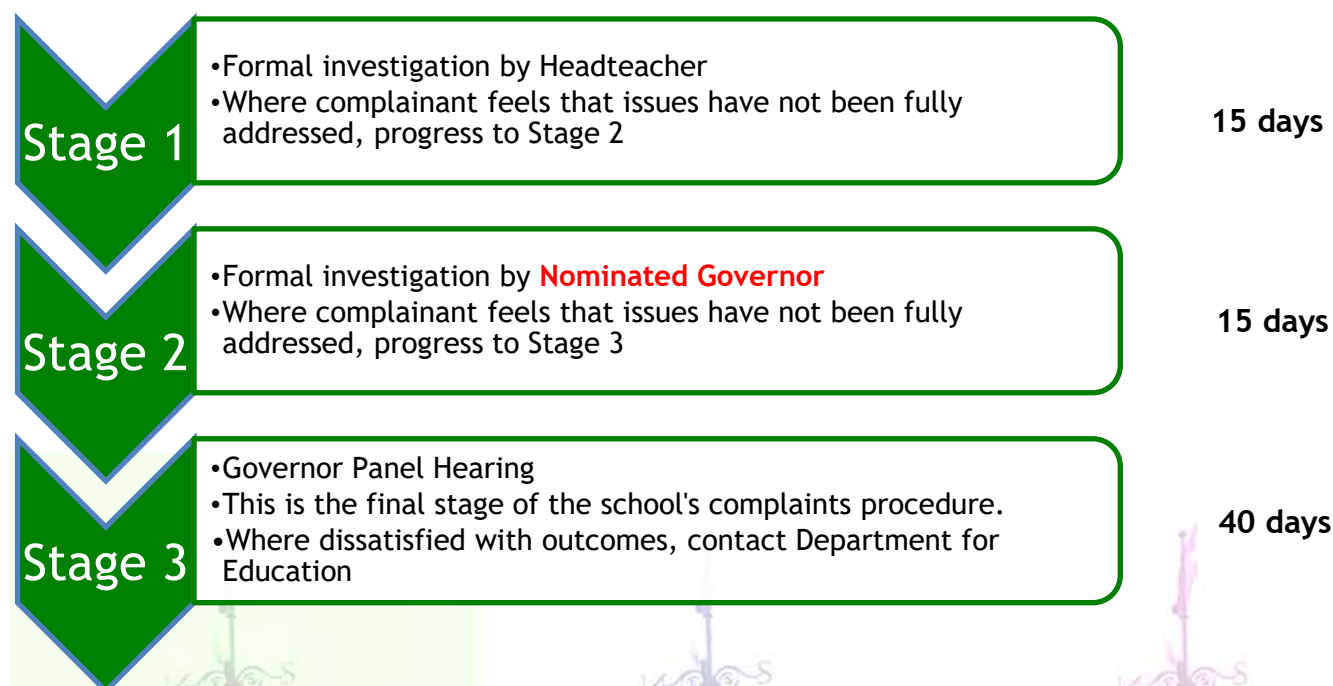 Stage 1
•Formal investigation by Headteacher
•Where complainant feels that issues have not been fully
addressed, progress to Stage 2
15 days
Stage 2
•Formal investigation by Nominated Governor
•Where complainant feels that issues have not been fully
addressed, progress to Stage 3
15 days
Stage 3
•Governor Panel Hearing
•This is the final stage of the school's complaints procedure.
•Where dissatisfied with outcomes, contact Department for
Education
40 days